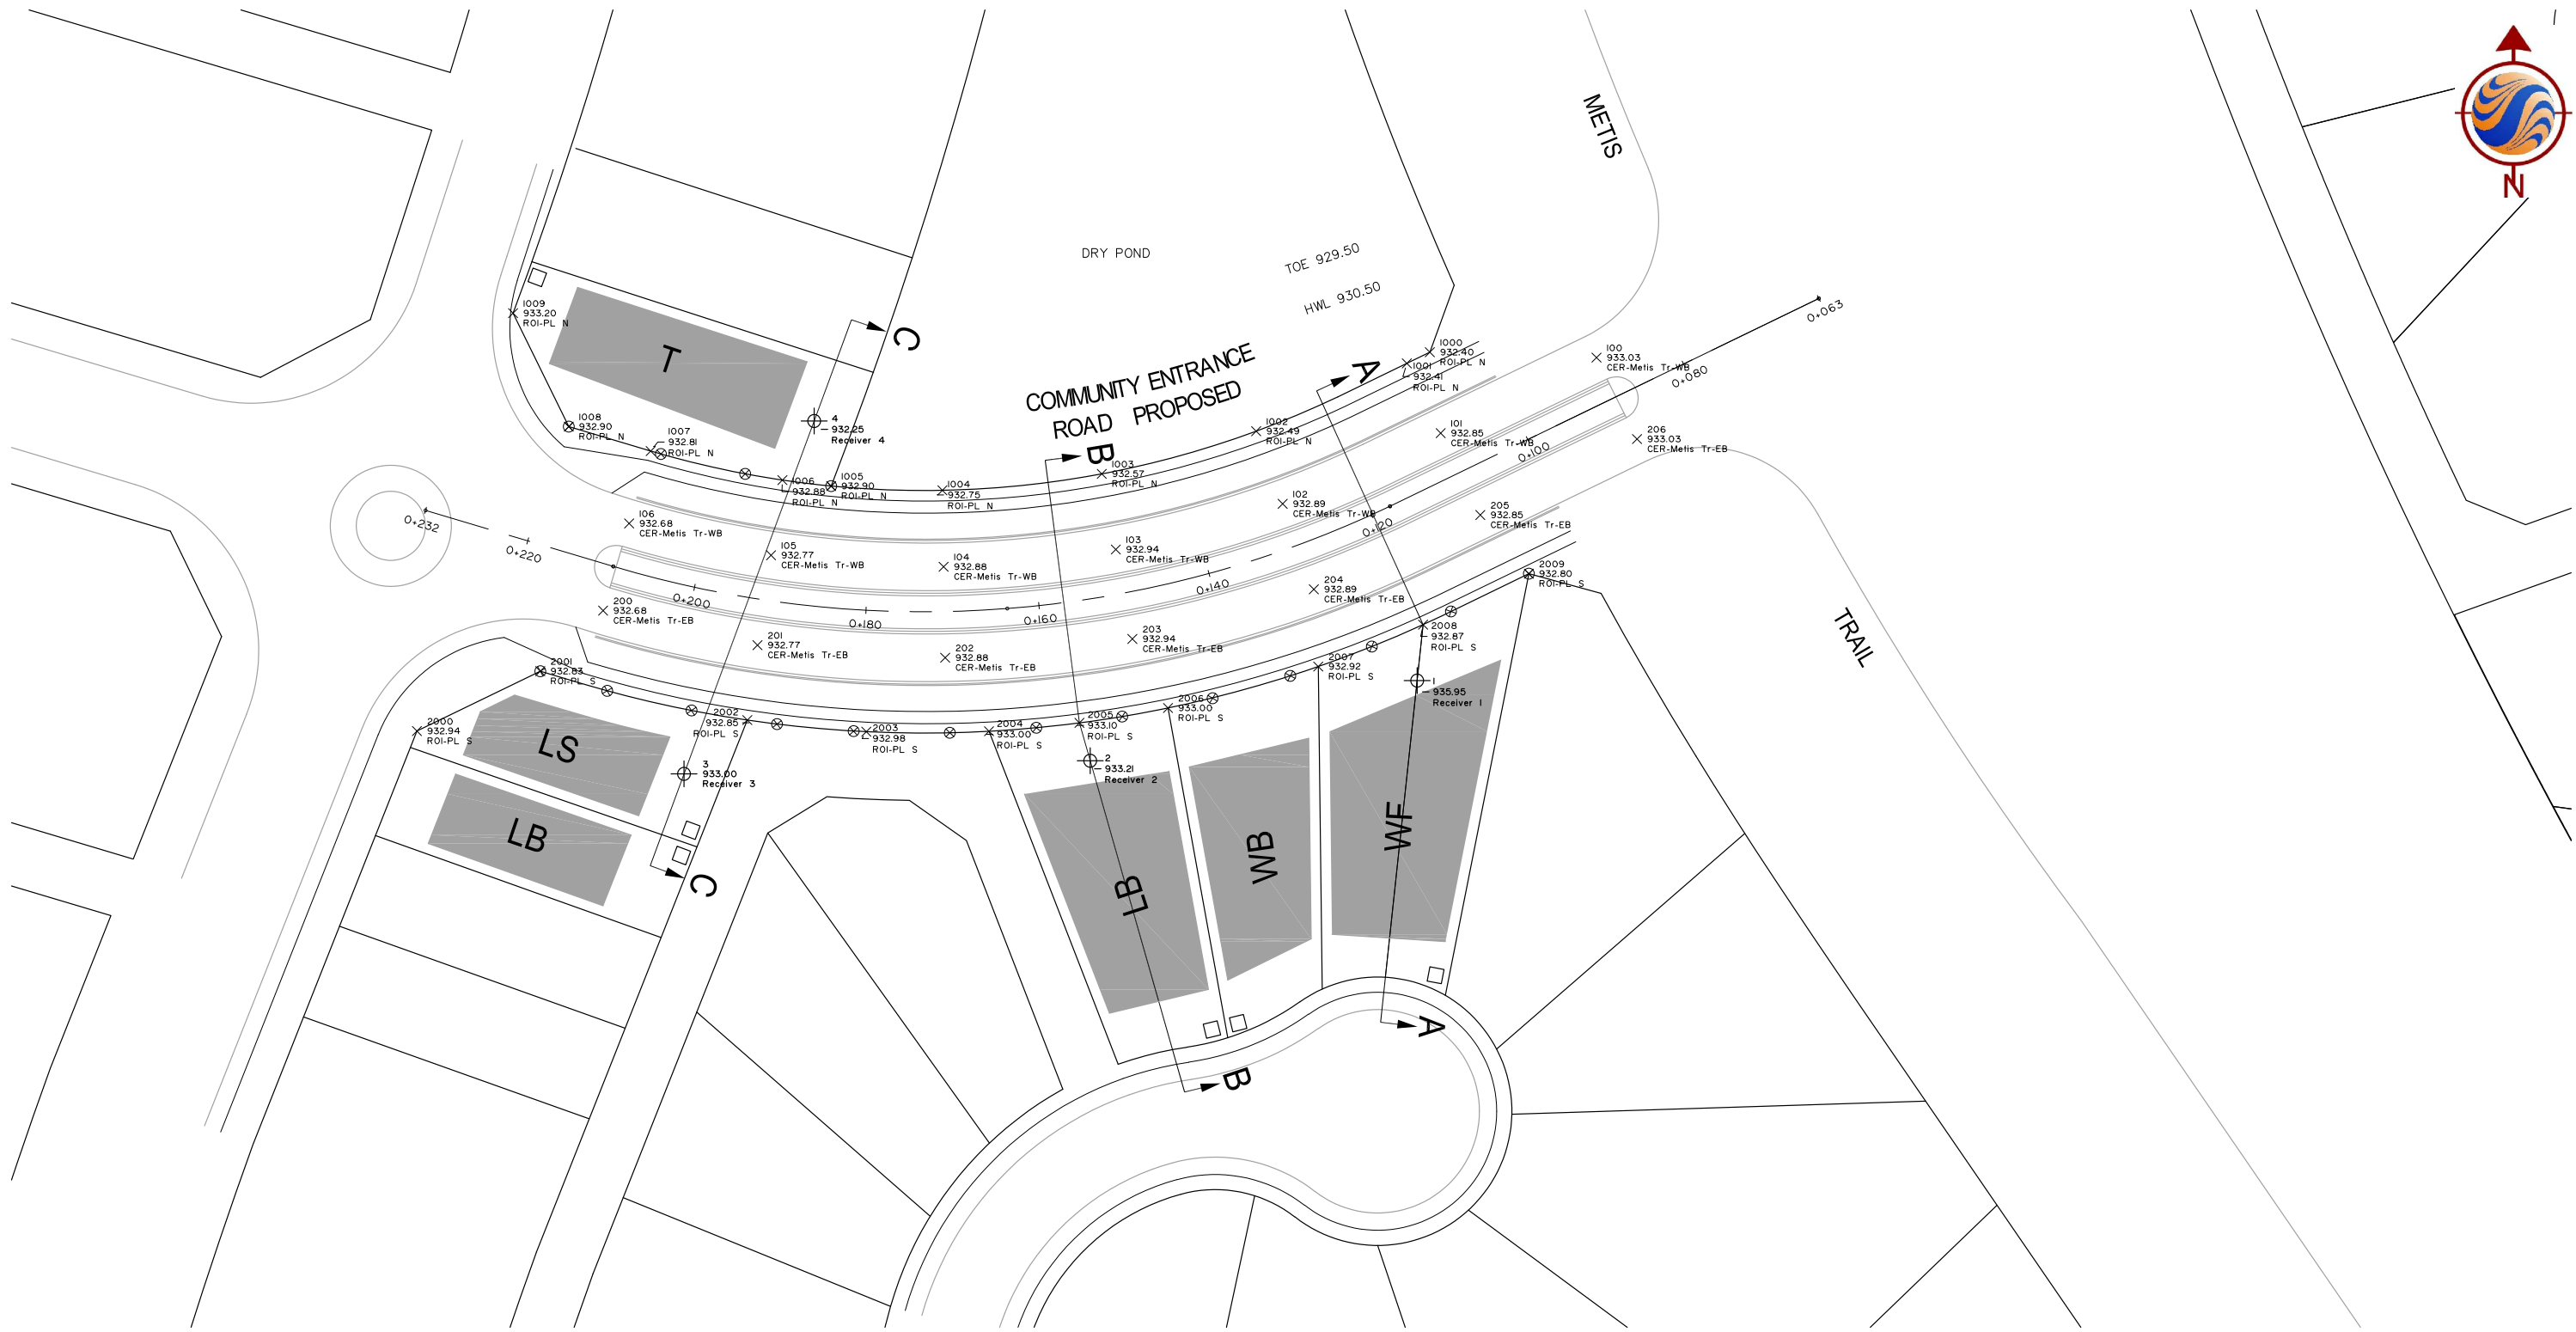 N
METIS
DRY POND
TOE 929.50
HWL 930.50
0+063
C
1009
933.20
ROI-PL N
T
COMMUNITY ENTRANCE
ROAD PROPOSED
A
1000
932.40
ROI-PL N
1001
932.41
ROI-PL N
100
933.03
CER-Metis Tr-WB
0+080
4
932.25
Receiver 4
1008
932.90
ROI-PL N
1007
932.81
ROI-PL N
B
1002
932.49
ROI-PL N
101
932.85
CER-Metis Tr-WB
206
933.03
CER-Metis Tr-EB
0+100
1006
932.88
ROI-PL N
1005
932.90
ROI-PL N
1004
932.75
ROI-PL N
1003
932.57
ROI-PL N
102
932.89
CER-Metis Tr-WB
205
932.85
CER-Metis Tr-EB
0+232
106
932.68
CER-Metis Tr-WB
0+120
0+220
105
932.77
CER-Metis Tr-WB
104
932.88
CER-Metis Tr-WB
103
932.94
CER-Metis Tr-WB
2009
932.80
ROI-PL S
0+200
0+180
0+160
0+140
204
932.89
CER-Metis Tr-EB
200
932.68
CER-Metis Tr-EB
201
932.77
CER-Metis Tr-EB
202
932.88
CER-Metis Tr-EB
203
932.94
CER-Metis Tr-EB
2008
932.87
ROI-PL S
TRAIL
2001
932.83
ROI-PL S
2007
932.92
ROI-PL S
1
935.95
Receiver 1
2000
932.94
ROI-PL S
2002
932.85
ROI-PL S
2003
932.98
ROI-PL S
2004
933.00
ROI-PL S
2005
933.10
ROI-PL S
2006
933.00
ROI-PL S
LS
3
933.00
Receiver 3
2
933.21
Receiver 2
LB
C
LB
WB
WF
A
B